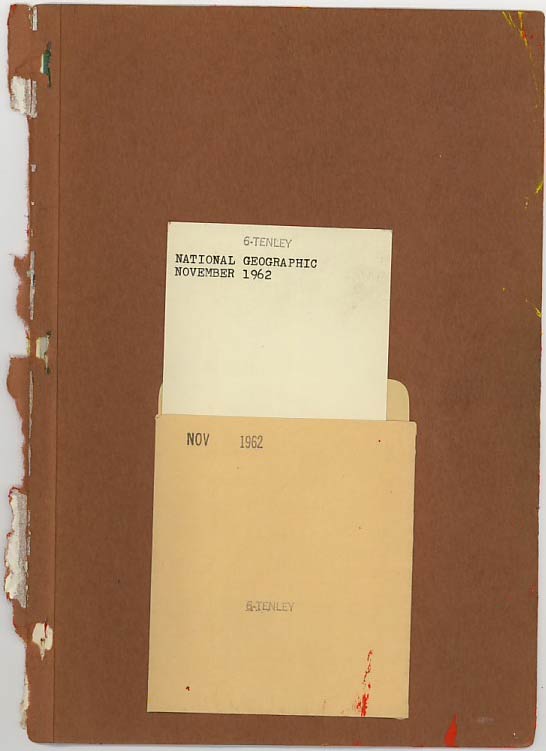 6-TENLEY
NATIONAL GEOGRAPHIC
NOVEMBER 1962
NOV 1962
6-TENLEY